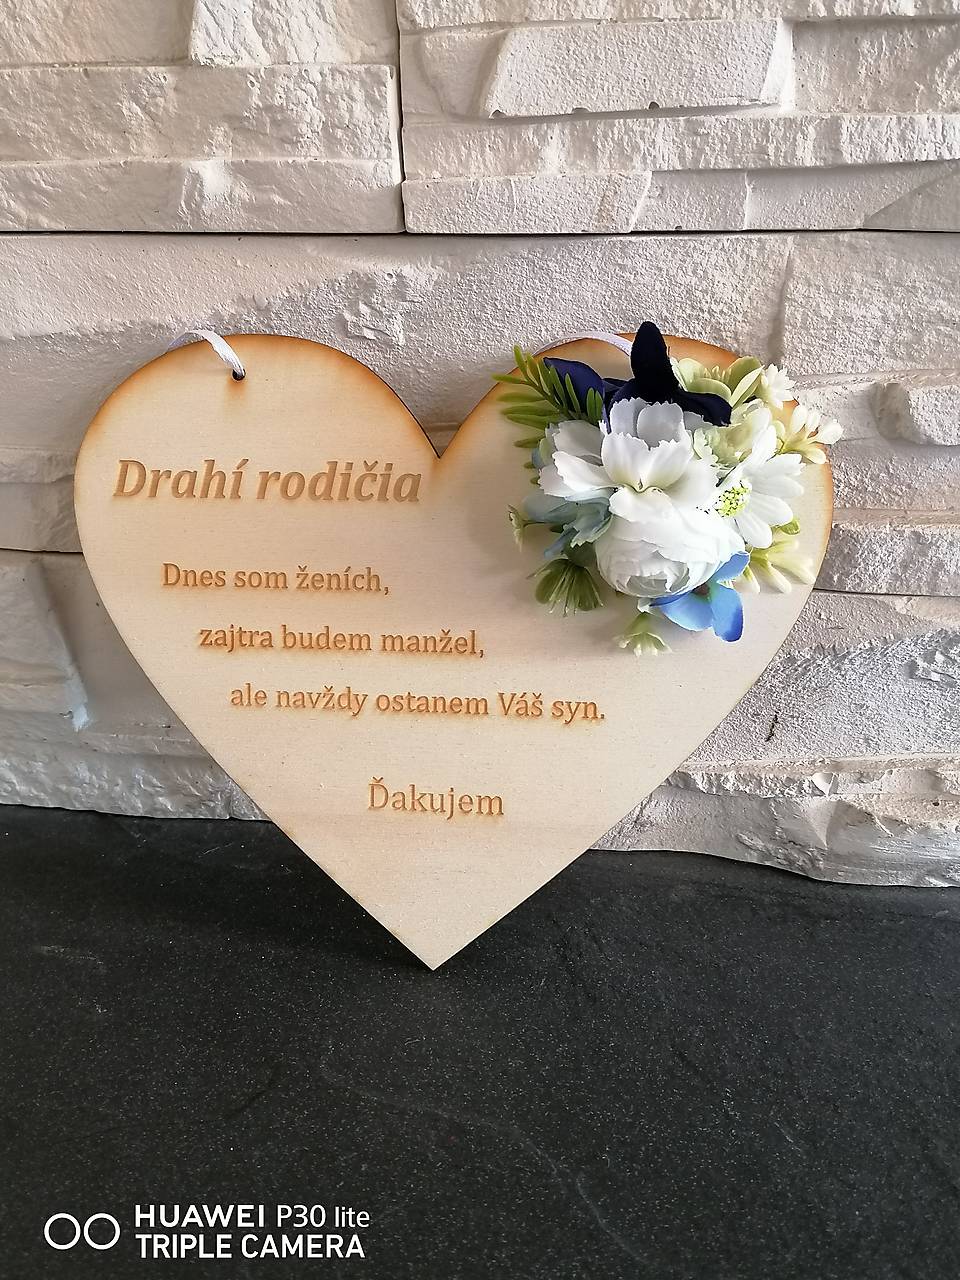 Drahí rodičia
Dnes som ženích,
zajtra budem manžel,
ale navždy ostanem Váš syn.
Ďakujem
HUAWEI P30 lite
TRIPLE CAMERA